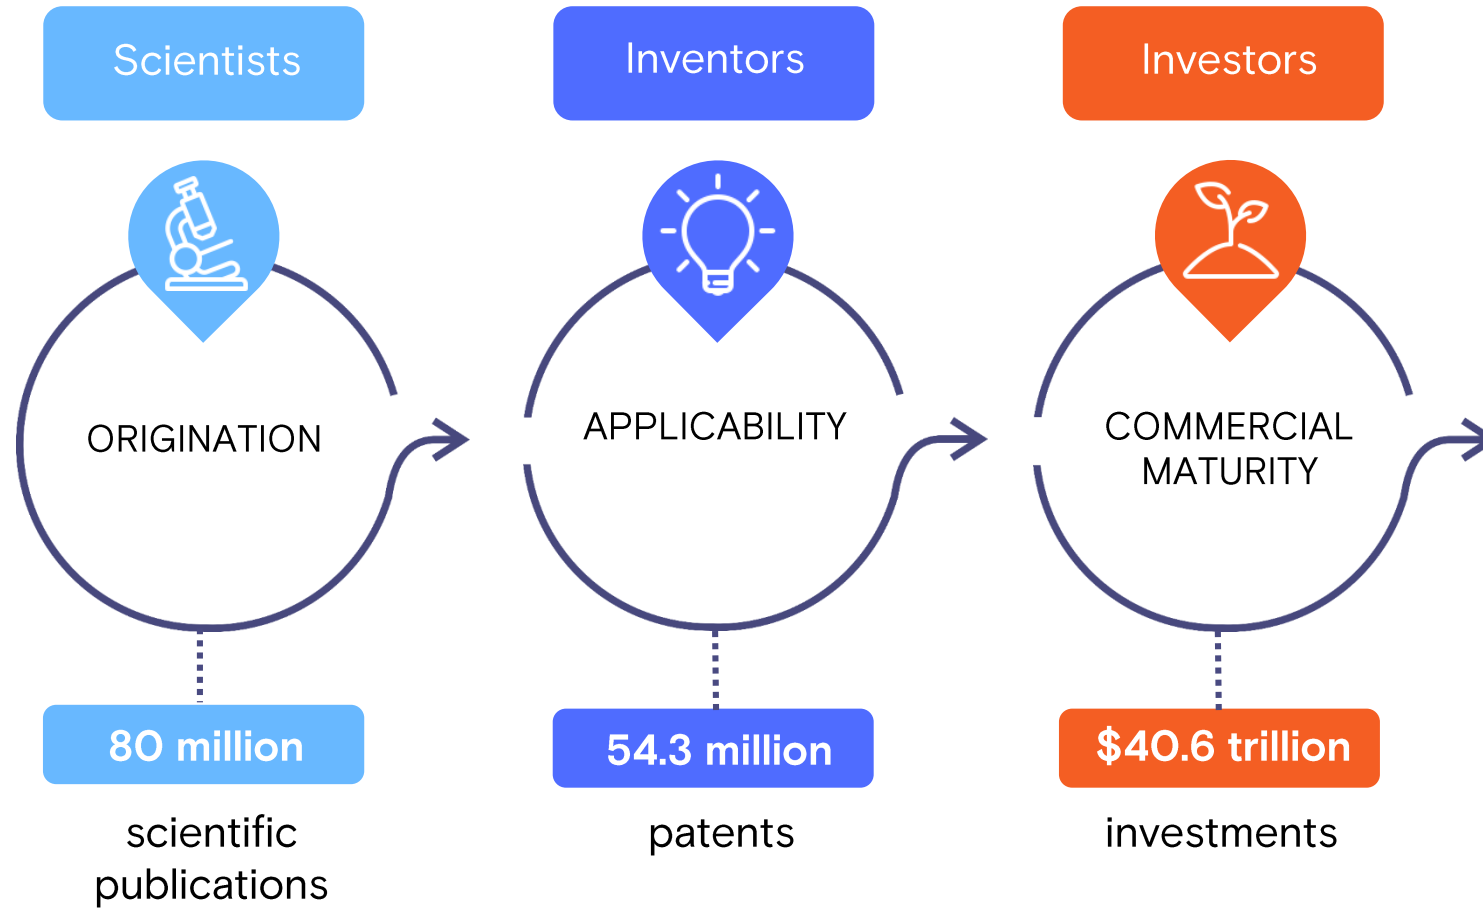 Scientists
Inventors
Investors
ORIGINATION
APPLICABILITY
COMMERCIAL
MATURITY
80 million
54.3 million
$40.6 trillion
scientific
publications
patents
investments